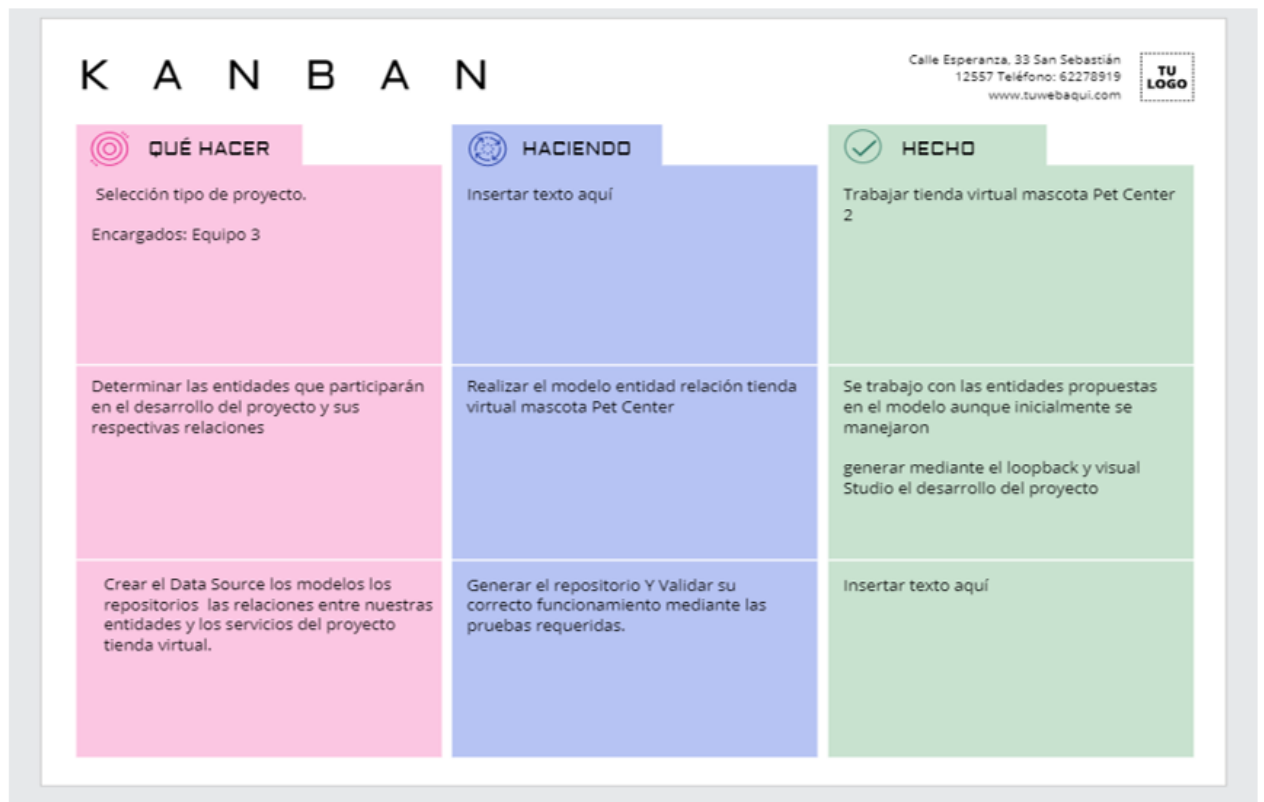 K A N B A N
Calle Esperanza, 33 San Sebastián
12557 Teléfono: 62278919
www.tuwebaqui.com
TU
LOGO
QUÉ HACER
Selección tipo de proyecto.
Encargados: Equipo 3
Determinar las entidades que participarán
en el desarrollo del proyecto y sus
respectivas relaciones
Crear el Data Source los modelos los
repositorios las relaciones entre nuestras
entidades y los servicios del proyecto
tienda virtual.
HACIENDO
Insertar texto aquí
Realizar el modelo entidad relación tienda
virtual mascota Pet Center
Generar el repositorio Y Validar su
correcto funcionamiento mediante las
pruebas requeridas.
HECHO
Trabajar tienda virtual mascota Pet Center
2
Se trabajo con las entidades propuestas
en el modelo aunque inicialmente se
manejaron
generar mediante el loopback y visual
Studio el desarrollo del proyecto
Insertar texto aquí